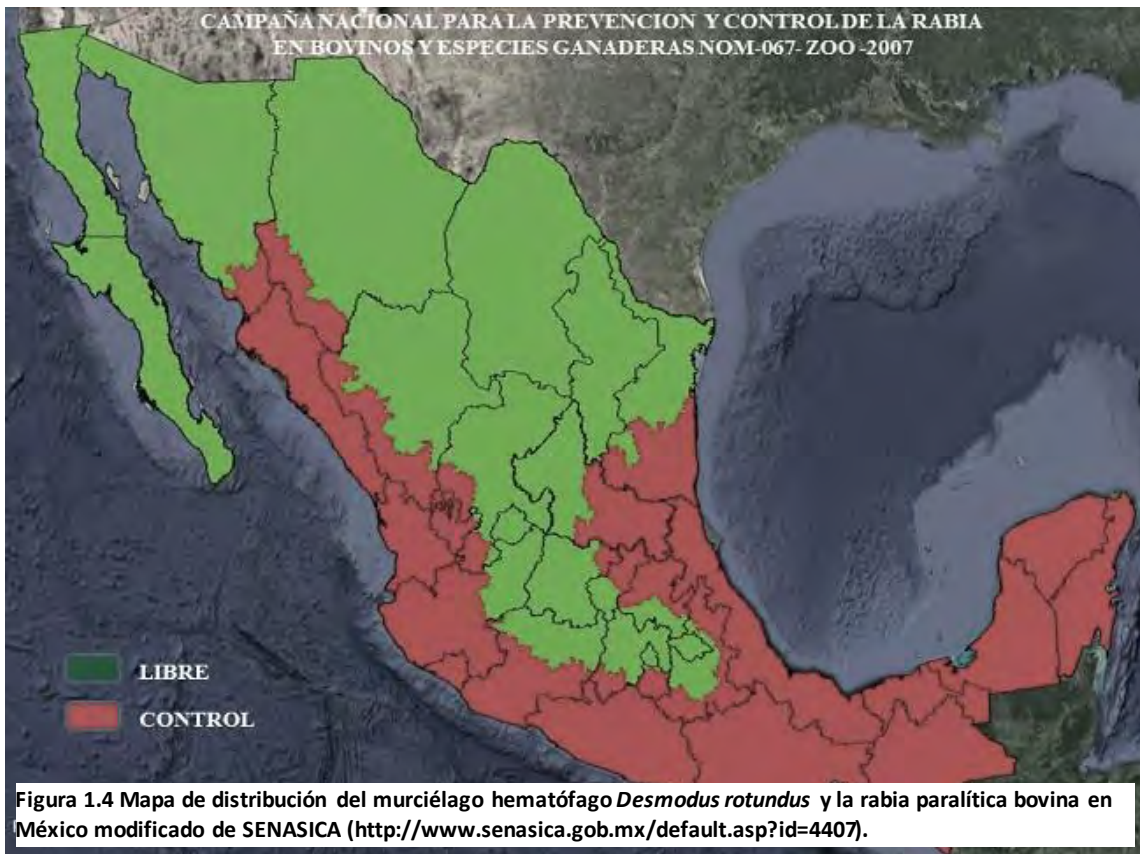 CAMPAÑA NACIONAL PARA LA PREVENCION Y CONTROL DE LA RABIA
EN BOVINOS Y ESPECIES GANADERAS NOM-067- ZOO -2007
LIBRE
CONTROL
Figura 1.4 Mapa de distribución del murciélago hematófago Desmodus rotundus y la rabia paralítica bovina en
México modificado de SENASICA (http://www.senasica.gob.mx/default.asp?id=4407).